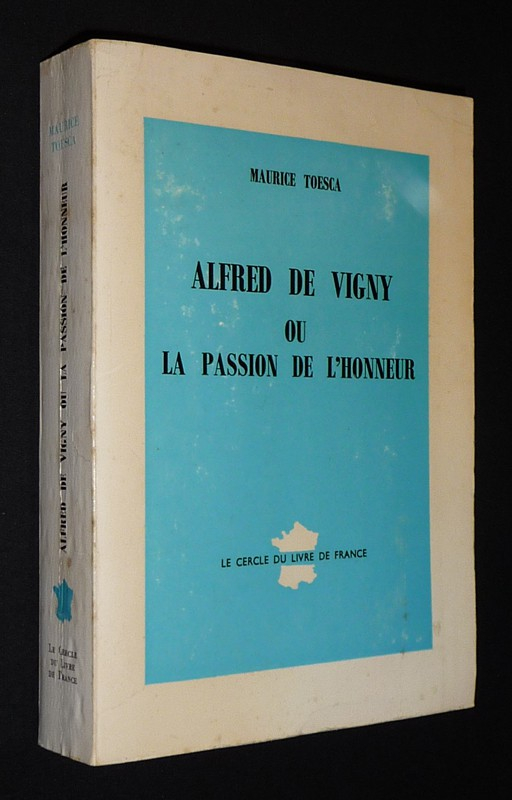 MAURICE TOESCA
ALFRED DE VIGNY
OU
LA PASSION DE L'HONNEUR
LE CERCLE DU LIVRE DE FRANCE
MAURICE
TOESCA
ALFRED DE VIGNY OU LA PASSION DE L'HONNEUR
LE CERCLE
DU LIVRE
DE FRANCE